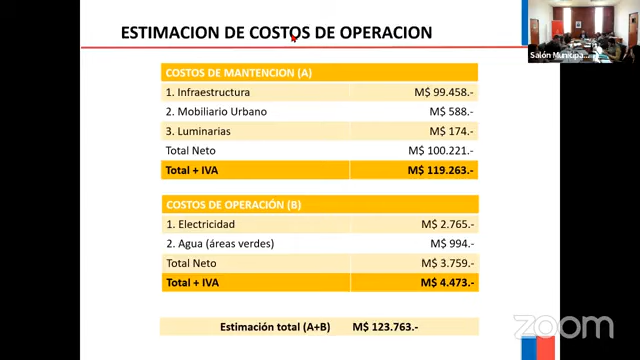 ESTIMACION DE COSTOS DE OPERACION
Salón Municipa...
COSTOS DE MANTENCION (A)
1. Infraestructura M$ 99.458.-
2. Mobiliario Urbano M$ 588.-
3. Luminarias M$ 174.-
Total Neto M$ 100.221.-
Total + IVA M$ 119.263.-
COSTOS DE OPERACIÓN (B)
1. Electricidad M$ 2.765.-
2. Agua (áreas verdes) M$ 994.-
Total Neto M$ 3.759.-
Total + IVA M$ 4.473.-
Estimación total (A+B) M$ 123.763.-
zoom